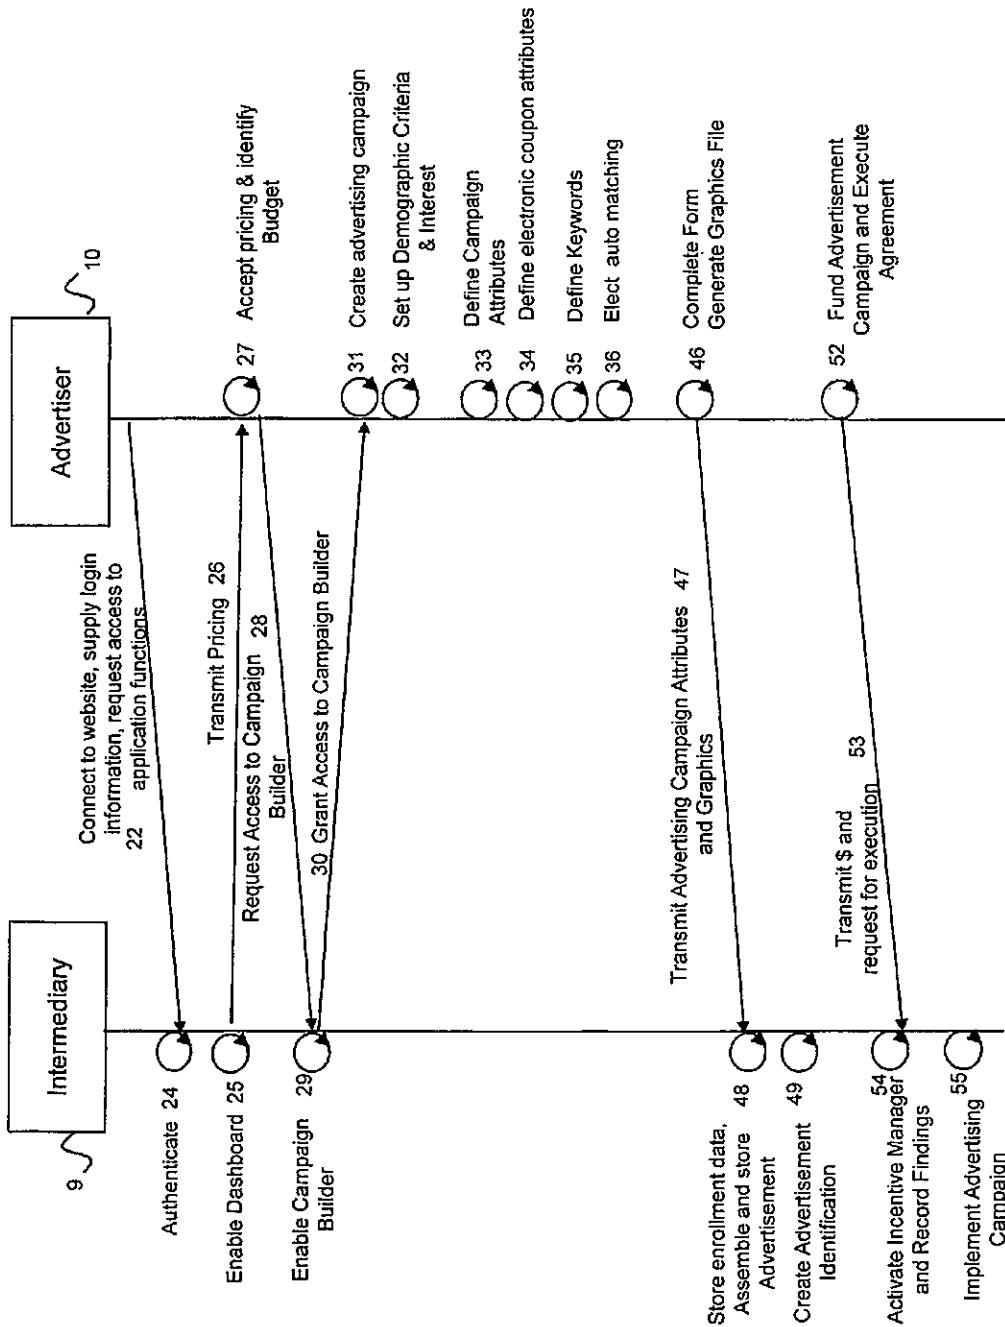 Intermediary
9
Advertiser
10
Connect to website, supply login
information, request access to
application functions
22
Authenticate 24
Enable Dashboard 25
Transmit Pricing 26
27 Accept pricing & identify
Budget
Request Access to Campaign 28
Builder
Enable Campaign 29
Builder
30 Grant Access to Campaign Builder
31 Create advertising campaign
32 Set up Demographic Criteria
& Interest
33 Define Campaign
Attributes
34 Define electronic coupon attributes
35 Define Keywords
36 Elect auto matching
46 Complete Form
Generate Graphics File
Transmit Advertising Campaign Attributes 47
and Graphics
Store enrollment data, 48
Assemble and store
Advertisement
Create Advertisement 49
Identification
52 Fund Advertisement
Campaign and Execute
Agreement
Transmit $ and 53
request for execution
54
Activate Incentive Manager
and Record Findings
55
Implement Advertising
Campaign